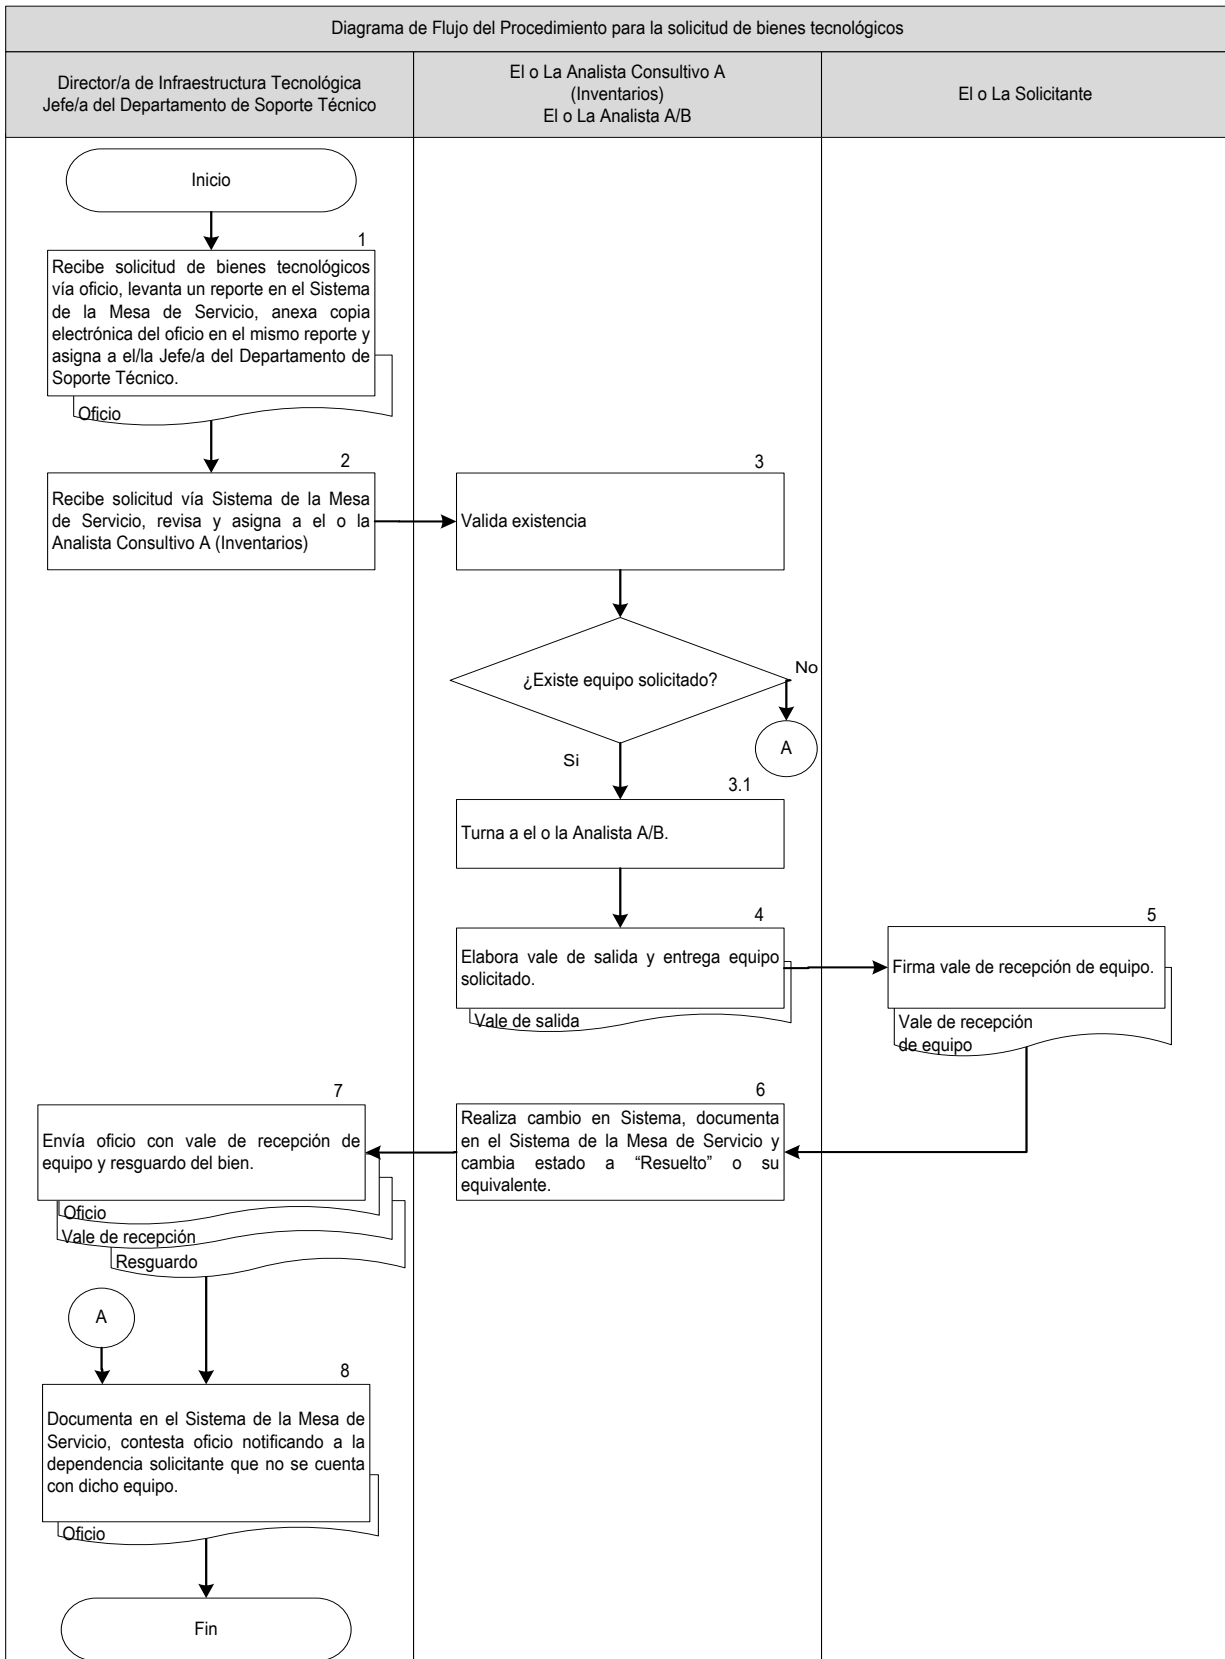 Diagrama de Flujo del Procedimiento para la solicitud de bienes tecnológicos
Director/a de Infraestructura Tecnológica
Jefe/a del Departamento de Soporte Técnico
El o La Analista Consultivo A
(Inventarios)
El o La Analista A/B
El o La Solicitante
Inicio
1
Recibe solicitud de bienes tecnológicos
vía oficio, levanta un reporte en el Sistema
de la Mesa de Servicio, anexa copia
electrónica del oficio en el mismo reporte y
asigna a el/la Jefe/a del Departamento de
Soporte Técnico.
Oficio
2
Recibe solicitud vía Sistema de la Mesa
de Servicio, revisa y asigna a el o la
Analista Consultivo A (Inventarios)
3
Valida existencia
¿Existe equipo solicitado?
No
A
Si
3.1
Turna a el o la Analista A/B.
4
Elabora vale de salida y entrega equipo
solicitado.
Vale de salida
5
Firma vale de recepción de equipo.
Vale de recepción
de equipo
6
Realiza cambio en Sistema, documenta
en el Sistema de la Mesa de Servicio y
cambia estado a “Resuelto” o su
equivalente.
7
Envía oficio con vale de recepción de
equipo y resguardo del bien.
Oficio
Vale de recepción
Resguardo
A
8
Documenta en el Sistema de la Mesa de
Servicio, contesta oficio notificando a la
dependencia solicitante que no se cuenta
con dicho equipo.
Oficio
Fin